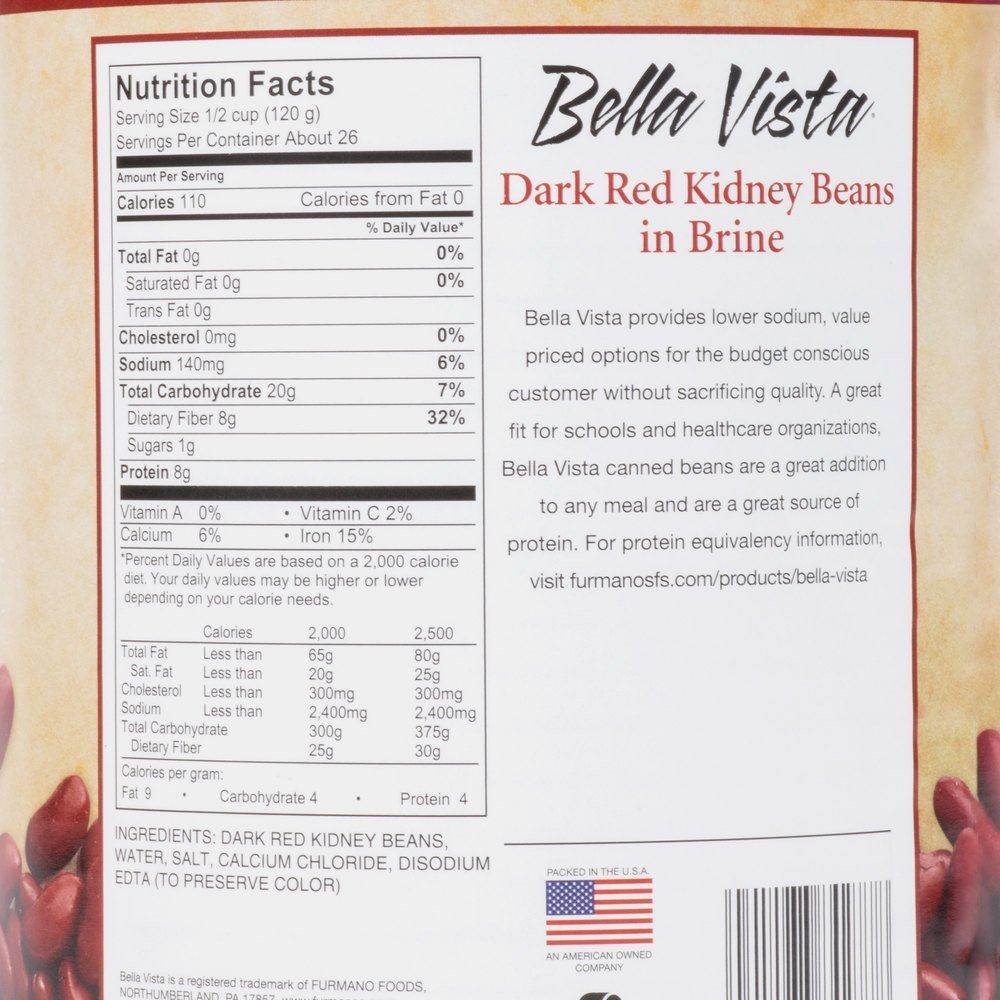 Nutrition Facts
Serving Size 1/2 cup (120 g)
Servings Per Container About 26
Amount Per Serving
Calories 110 Calories from Fat 0
% Daily Value*
Total Fat 0g 0%
Saturated Fat 0g 0%
Trans Fat 0g
Cholesterol 0mg 0%
Sodium 140mg 6%
Total Carbohydrate 20g 7%
Dietary Fiber 8g 32%
Sugars 1g
Protein 8g
Vitamin A 0% • Vitamin C 2%
Calcium 6% • Iron 15%
*Percent Daily Values are based on a 2,000 calorie
diet. Your daily values may be higher or lower
depending on your calorie needs.
Calories 2,000 2,500
Total Fat Less than 65g 80g
Sat. Fat Less than 20g 25g
Cholesterol Less than 300mg 300mg
Sodium Less than 2,400mg 2,400mg
Total Carbohydrate 300g 375g
Dietary Fiber 25g 30g
Calories per gram:
Fat 9 • Carbohydrate 4 • Protein 4
INGREDIENTS: DARK RED KIDNEY BEANS,
WATER, SALT, CALCIUM CHLORIDE, DISODIUM
EDTA (TO PRESERVE COLOR)
Bella Vista is a registered trademark of FURMANO FOODS,
NORTHUMBERLAND, PA 17857
Bella Vista
Dark Red Kidney Beans
in Brine
Bella Vista provides lower sodium, value
priced options for the budget conscious
customer without sacrificing quality. A great
fit for schools and healthcare organizations,
Bella Vista canned beans are a great addition
to any meal and are a great source of
protein. For protein equivalency information,
visit furmanosfs.com/products/bella-vista
PACKED IN THE U.S.A.
AN AMERICAN OWNED
COMPANY